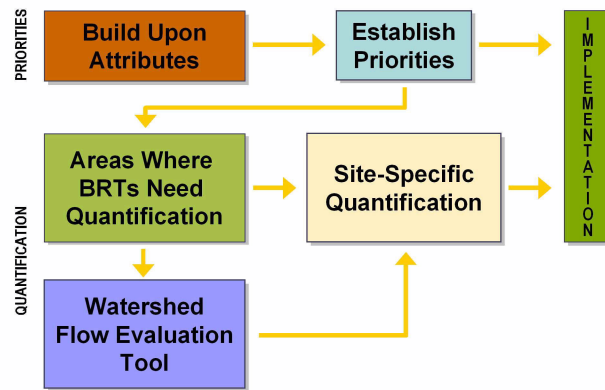 PRIORITIES
Build Upon
Attributes
Establish
Priorities
IMPLEMENTATION
QUANTIFICATION
Areas Where
BRTs Need
Quantification
Site-Specific
Quantification
Watershed
Flow Evaluation
Tool